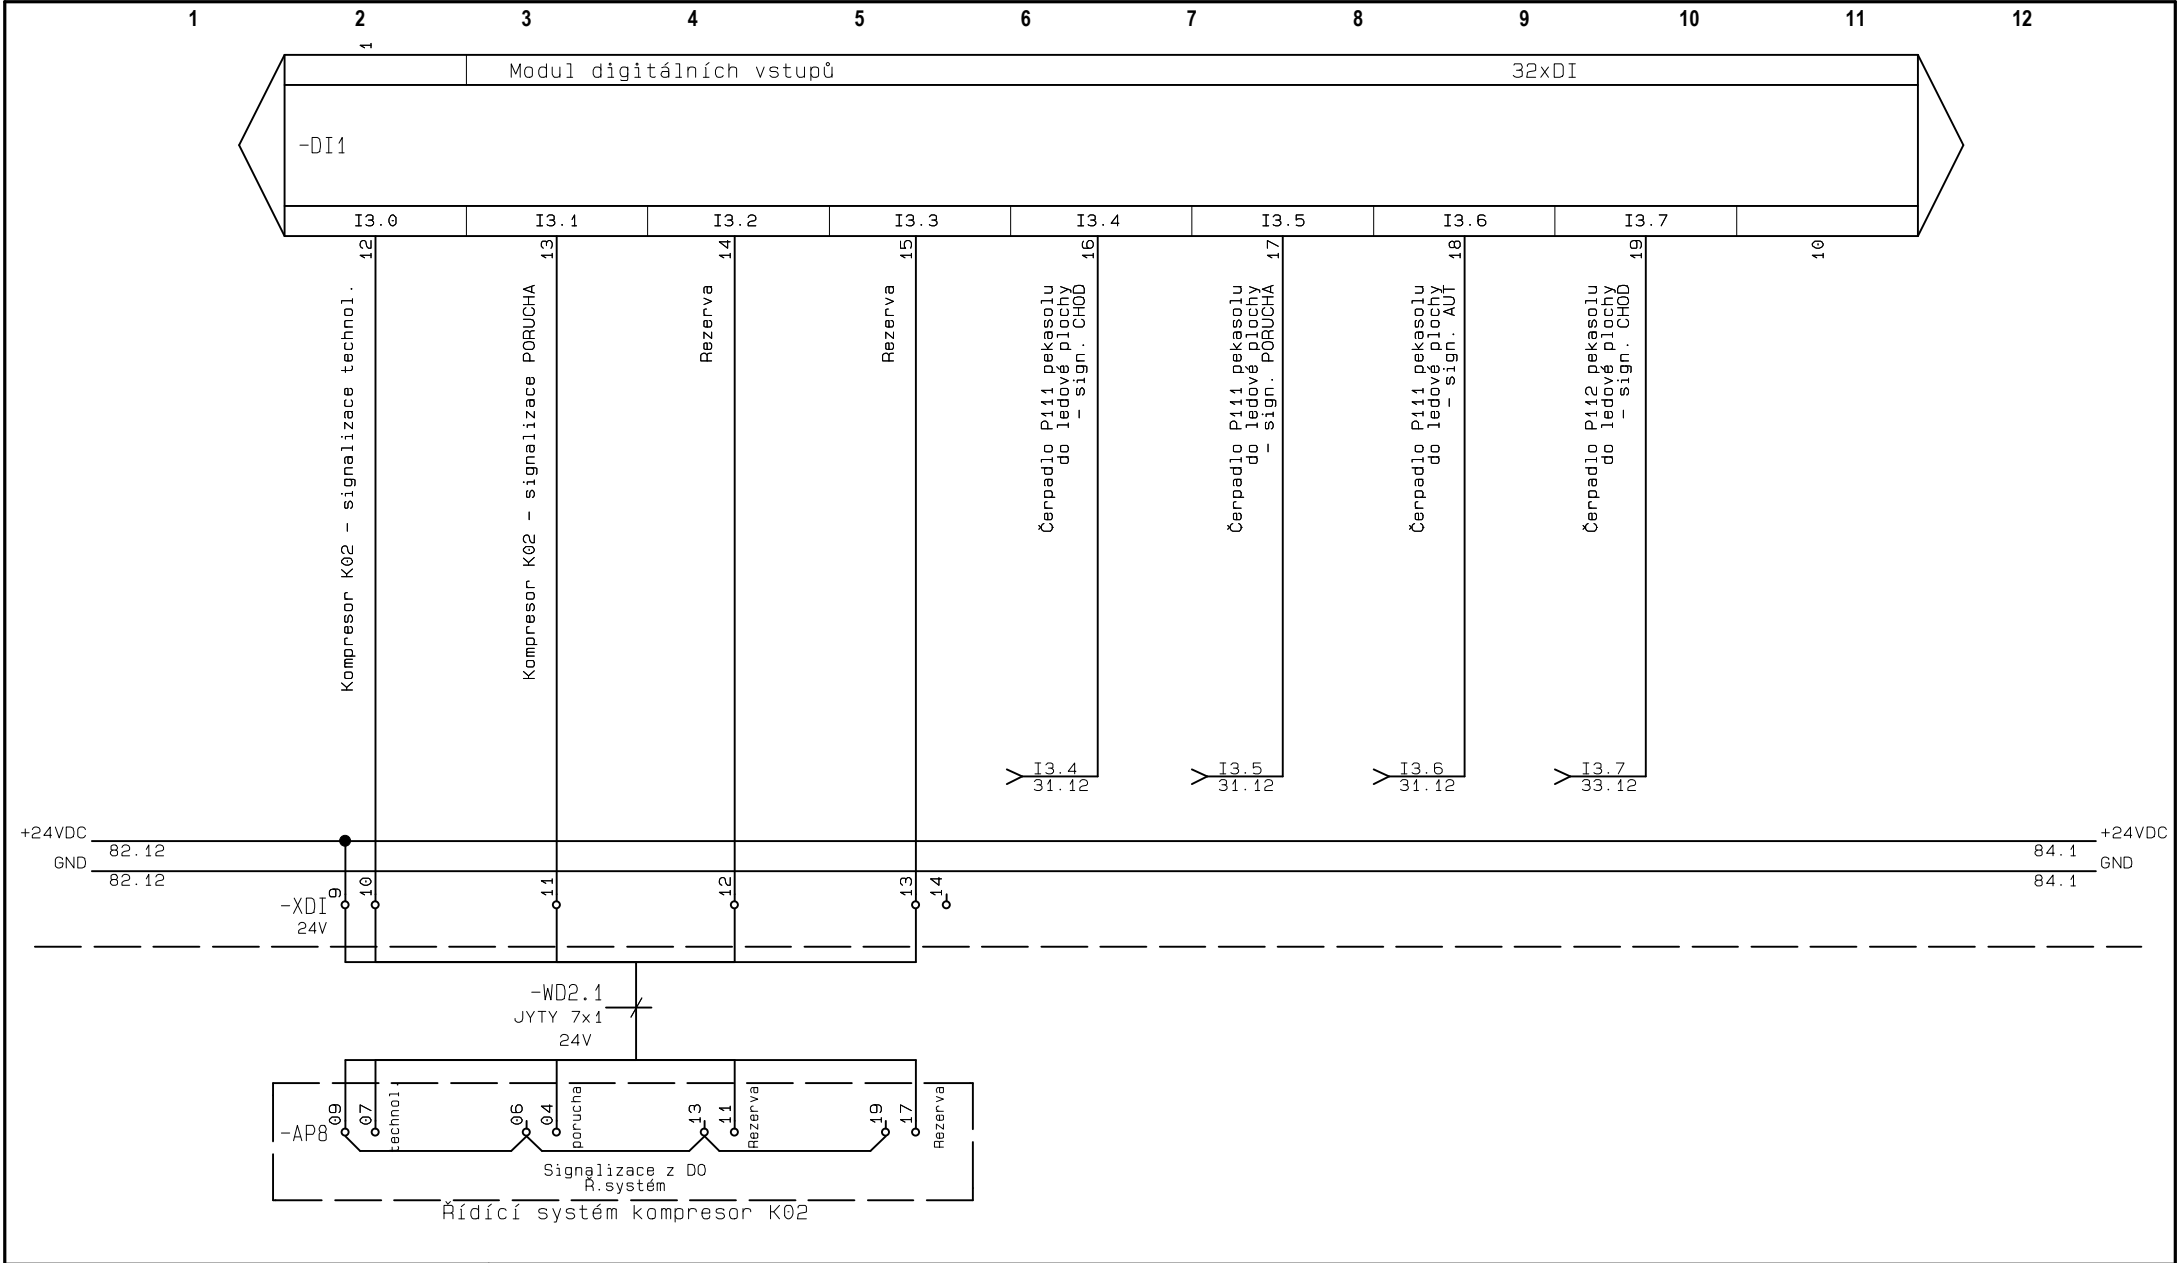 1 2 3 4 5 6 7 8 9 10 11 12
1
Modul digitálních vstupů 32xDI
-DI1
I3.0 I3.1 I3.2 I3.3 I3.4 I3.5 I3.6 I3.7
12 13 14 15 16 17 18 19 10
Kompresor K02 - signalizace technol.
Kompresor K02 - signalizace PORUCHA
Rezerva
Rezerva
Čerpadlo P111 pekasolu
do ledové plochy
- sign. CHOD
Čerpadlo P111 pekasolu
do ledové plochy
- sign. PORUCHA
Čerpadlo P111 pekasolu
do ledové plochy
- sign. AUT
Čerpadlo P112 pekasolu
do ledové plochy
- sign. CHOD
I3.4 I3.5 I3.6 I3.7
31.12 31.12 31.12 33.12
+24VDC +24VDC
82.12 84.1
GND GND
82.12 84.1
9 10 11 12 13 14
-XDI
24V
-WD2.1
JYTY 7x1
24V
09 07 technol. 06 04 porucha 13 11 Rezerva 19 17 Rezerva
-AP8
Signalizace z DO
Ř.systém
Řídící systém kompresor K02